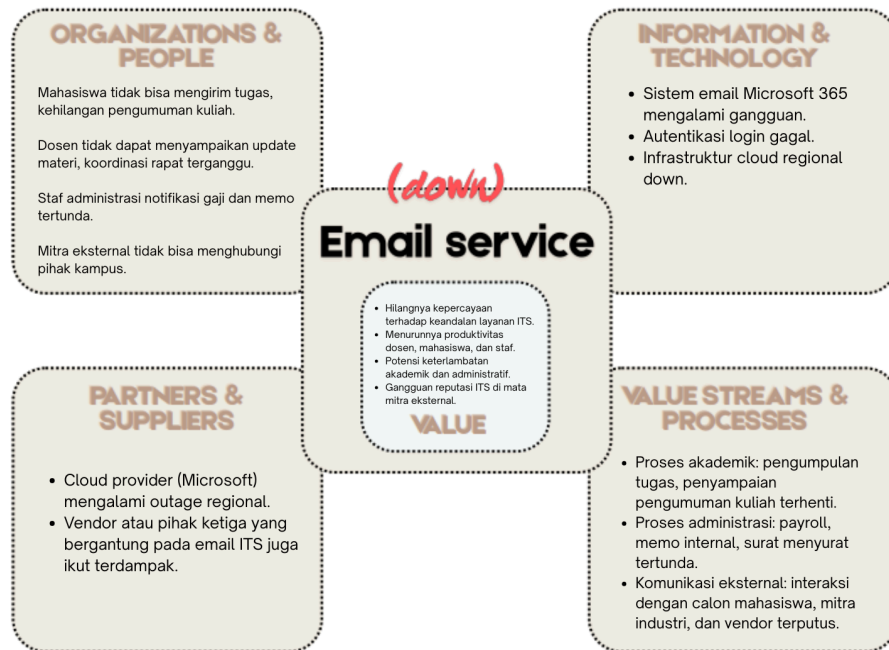 ORGANIZATIONS &
PEOPLE
Mahasiswa tidak bisa mengirim tugas,
kehilangan pengumuman kuliah.
Dosen tidak dapat menyampaikan update
materi, koordinasi rapat terganggu.
Staf administrasi notifikasi gaji dan memo
tertunda.
Mitra eksternal tidak bisa menghubungi
pihak kampus.
INFORMATION &
TECHNOLOGY
• Sistem email Microsoft 365
mengalami gangguan.
• Autentikasi login gagal.
• Infrastruktur cloud regional
down.
(down)
Email service
• Hilangnya kepercayaan
terhadap keandalan layanan ITS.
• Menurunnya produktivitas
dosen, mahasiswa, dan staf.
• Potensi keterlambatan
akademik dan administratif.
• Gangguan reputasi ITS di mata
mitra eksternal.
VALUE
PARTNERS &
SUPPLIERS
• Cloud provider (Microsoft)
mengalami outage regional.
• Vendor atau pihak ketiga yang
bergantung pada email ITS juga
ikut terdampak.
VALUE STREAMS &
PROCESSES
• Proses akademik: pengumpulan
tugas, penyampaian
pengumuman kuliah terhenti.
• Proses administrasi: payroll,
memo internal, surat menyurat
tertunda.
• Komunikasi eksternal: interaksi
dengan calon mahasiswa, mitra
industri, dan vendor terputus.